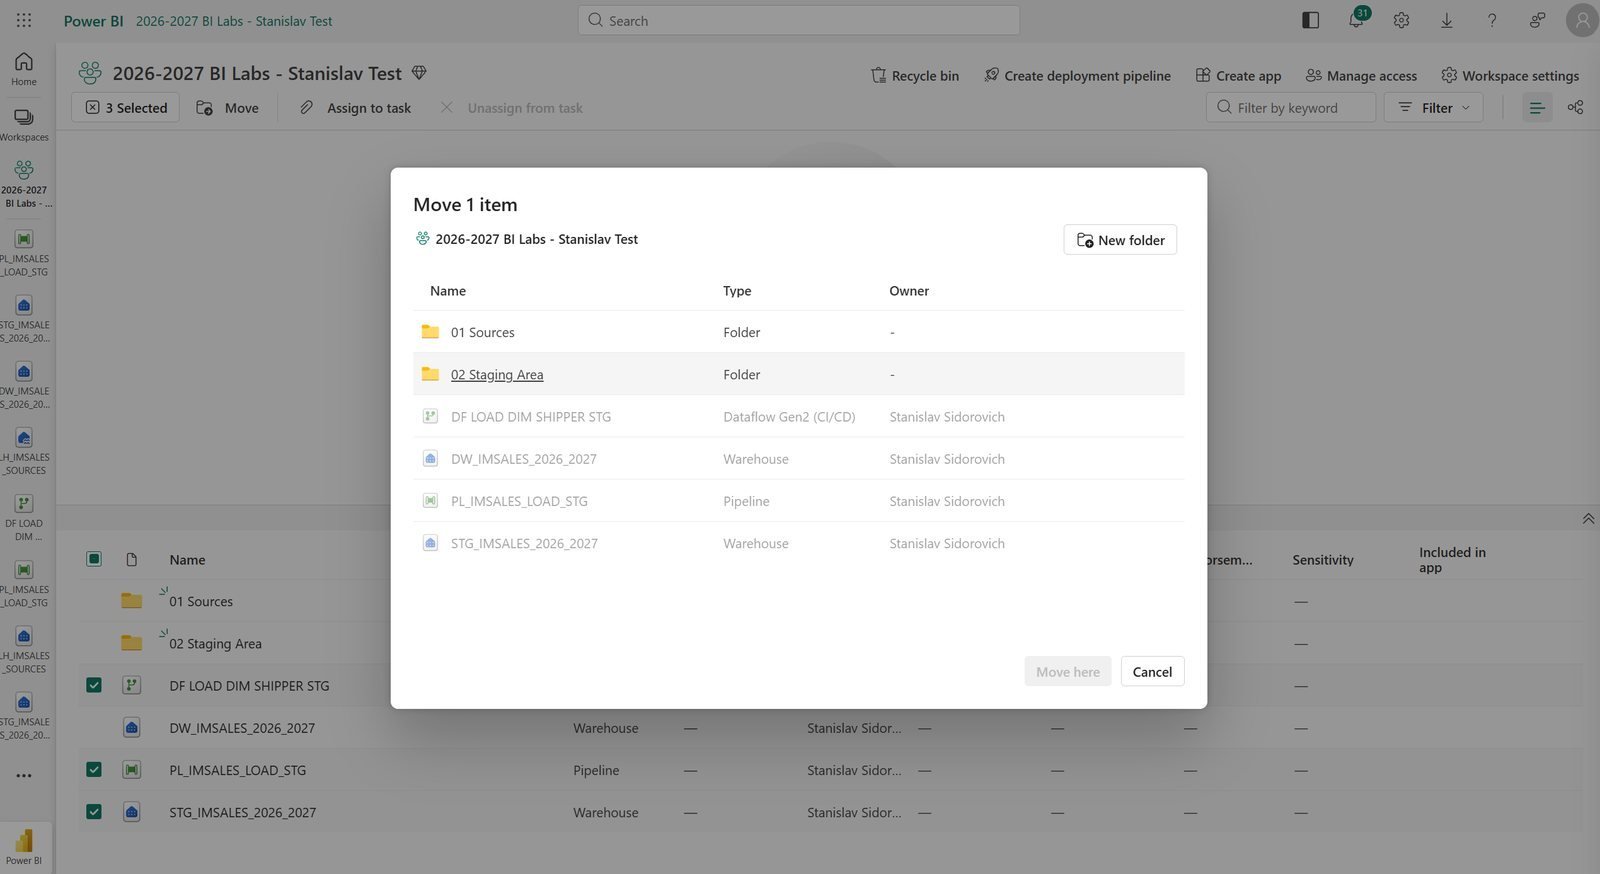 Power BI 2026-2027 BI Labs - Stanislav Test Search 31
Home
Workspaces
2026-2027
BI Labs - ...
PL_IMSALES
_LOAD_STG
STG_IMSALE
S_2026_20...
DW_IMSALE
S_2026_20...
LH_IMSALES
_SOURCES
DF LOAD
DIM ...
PL_IMSALES
_LOAD_STG
LH_IMSALES
_SOURCES
STG_IMSALE
S_2026_20...
Power BI
2026-2027 BI Labs - Stanislav Test Recycle bin Create deployment pipeline Create app Manage access Workspace settings
3 Selected Move Assign to task Unassign from task Filter by keyword Filter
Move 1 item
2026-2027 BI Labs - Stanislav Test New folder
Name Type Owner
01 Sources Folder -
02 Staging Area Folder -
DF LOAD DIM SHIPPER STG Dataflow Gen2 (CI/CD) Stanislav Sidorovich
DW_IMSALES_2026_2027 Warehouse Stanislav Sidorovich
PL_IMSALES_LOAD_STG Pipeline Stanislav Sidorovich
STG_IMSALES_2026_2027 Warehouse Stanislav Sidorovich
Move here Cancel
Name orsem... Sensitivity Included in
app
01 Sources —
02 Staging Area —
DF LOAD DIM SHIPPER STG —
DW_IMSALES_2026_2027 Warehouse — Stanislav Sidor... — — — —
PL_IMSALES_LOAD_STG Pipeline — Stanislav Sidor... — — — —
STG_IMSALES_2026_2027 Warehouse — Stanislav Sidor... — — — —